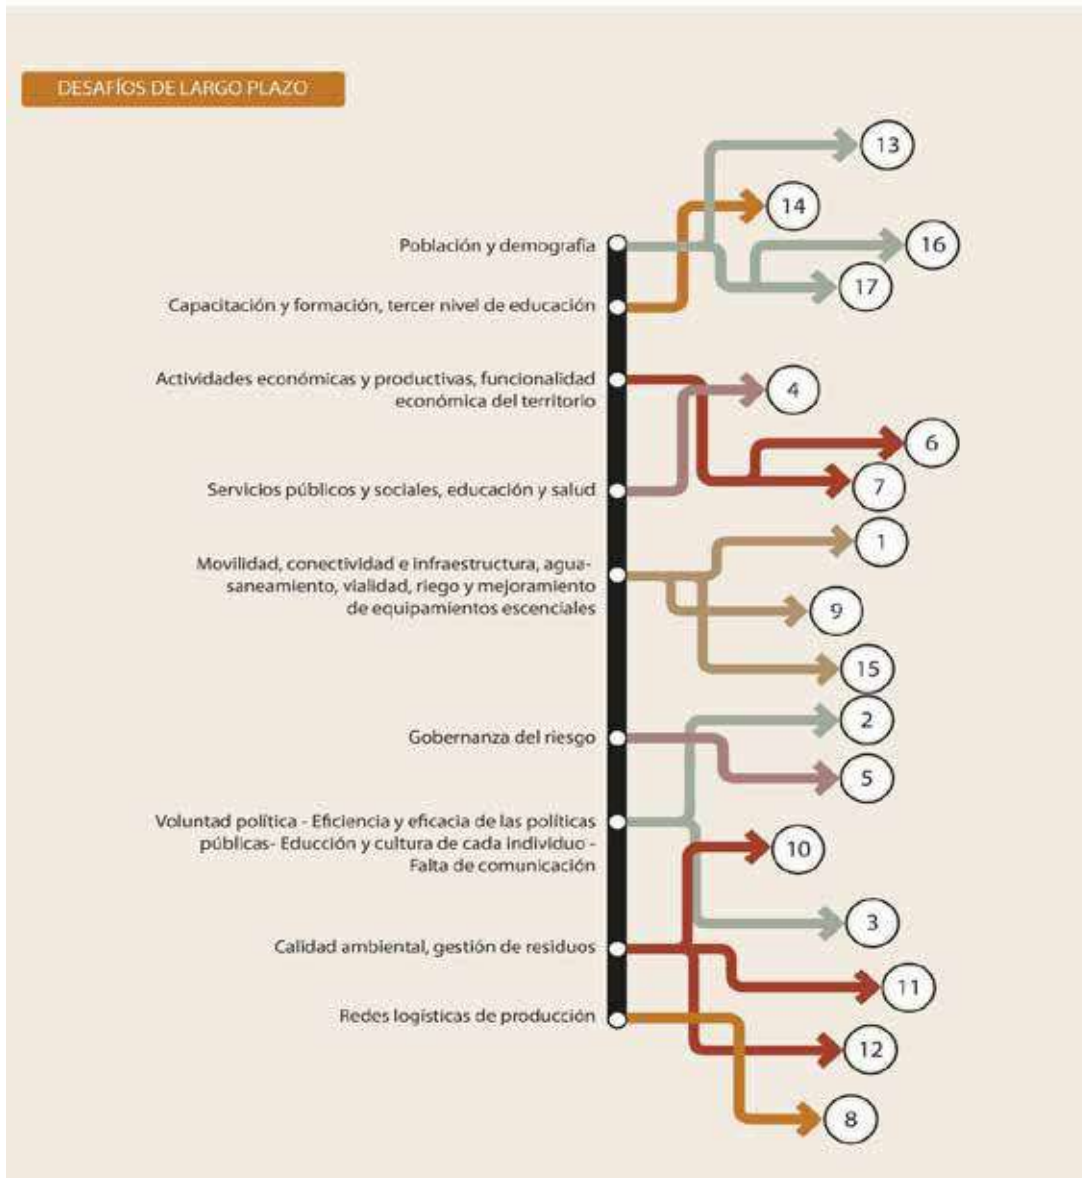 DESAFÍOS DE LARGO PLAZO
13
14
Población y demografía
16
17
Capacitación y formación, tercer nivel de educación
Actividades económicas y productivas, funcionalidad
económica del territorio
4
6
7
Servicios públicos y sociales, educación y salud
1
Movilidad, conectividad e infraestructura, agua-
saneamiento, vialidad, riego y mejoramiento
de equipamientos escenciales
9
15
2
Gobernanza del riesgo
5
Voluntad política - Eficiencia y eficacia de las políticas
públicas- Educción y cultura de cada individuo -
Falta de comunicación
10
3
Calidad ambiental, gestión de residuos
11
Redes logísticas de producción
12
8